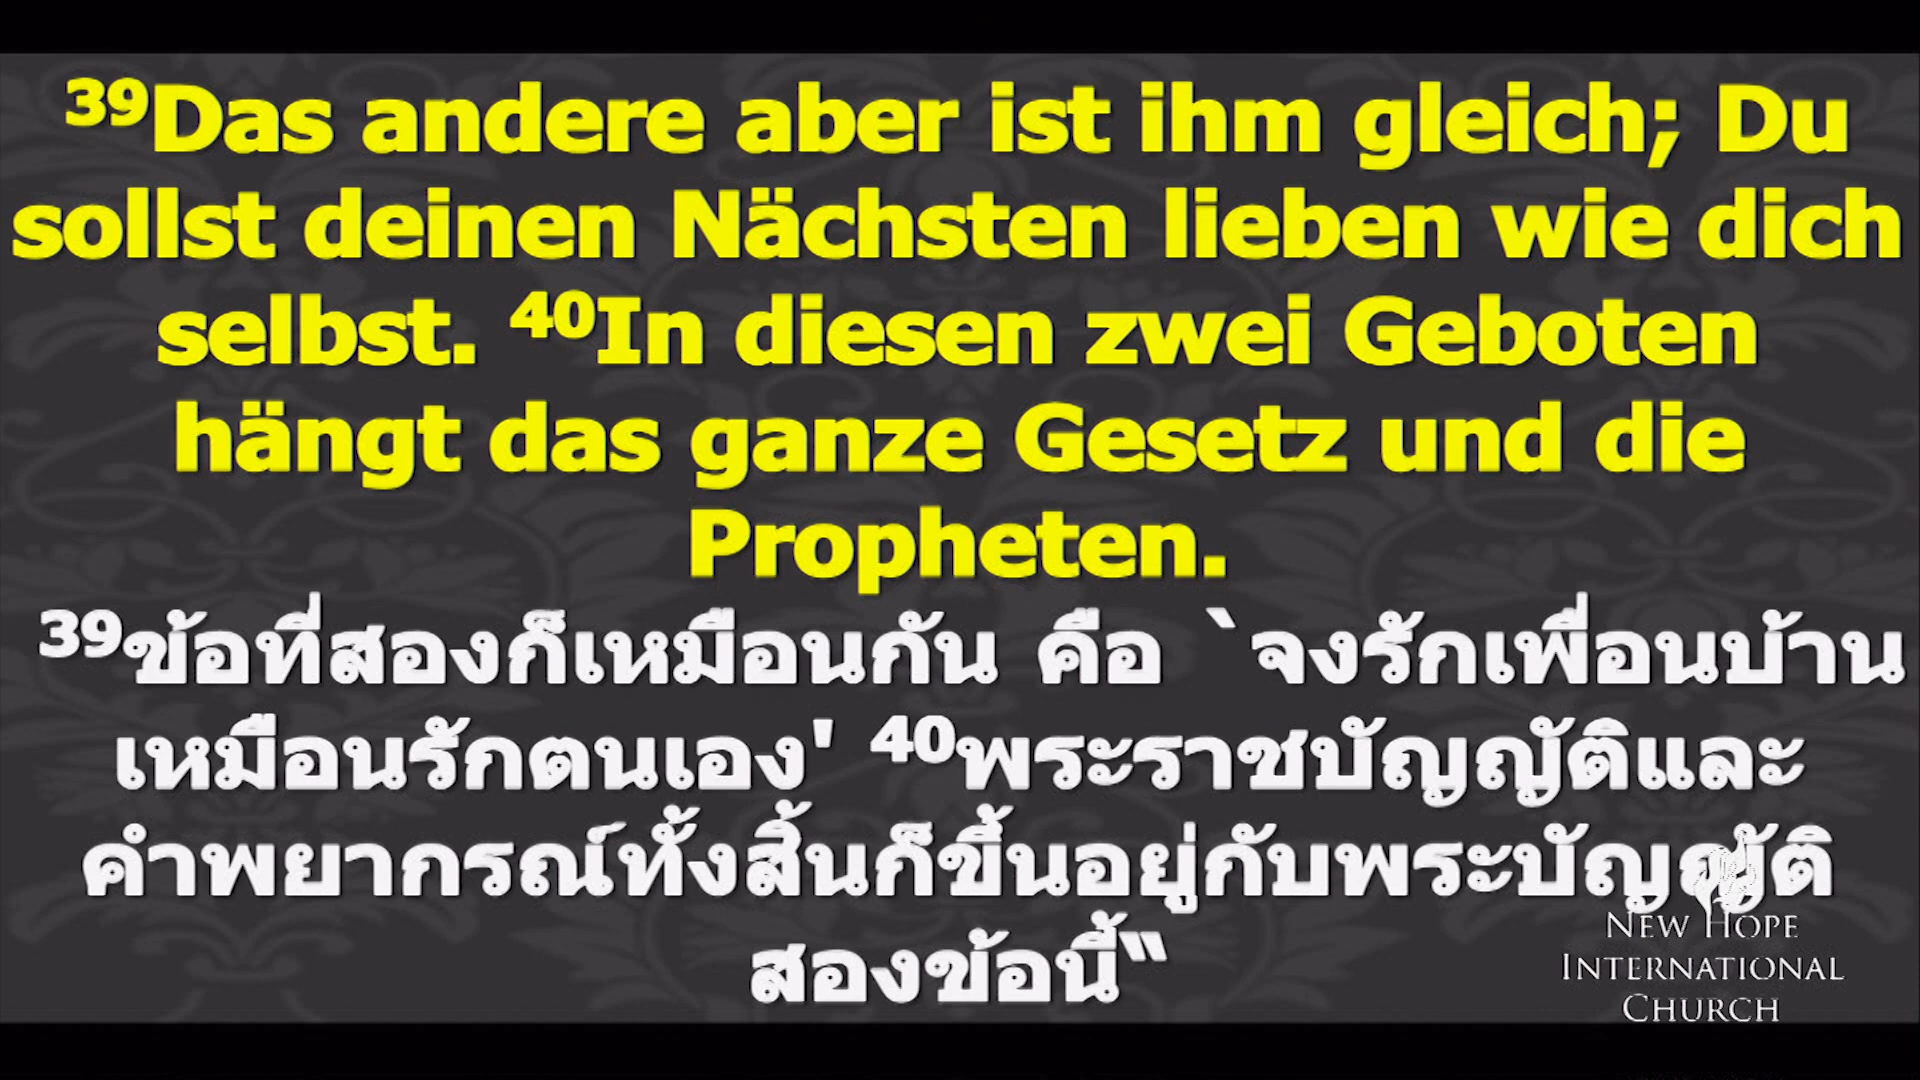 ³⁹Das andere aber ist ihm gleich; Du
sollst deinen Nächsten lieben wie dich
selbst. ⁴⁰In diesen zwei Geboten
hängt das ganze Gesetz und die
Propheten.
³⁹ข้อที่สองก็เหมือนกัน คือ `จงรักเพื่อนบ้าน
เหมือนรักตนเอง' ⁴⁰พระราชบัญญัติและ
คำพยากรณ์ทั้งสิ้นก็ขึ้นอยู่กับพระบัญญัติ
สองข้อนี้“
NEW HOPE
INTERNATIONAL
CHURCH